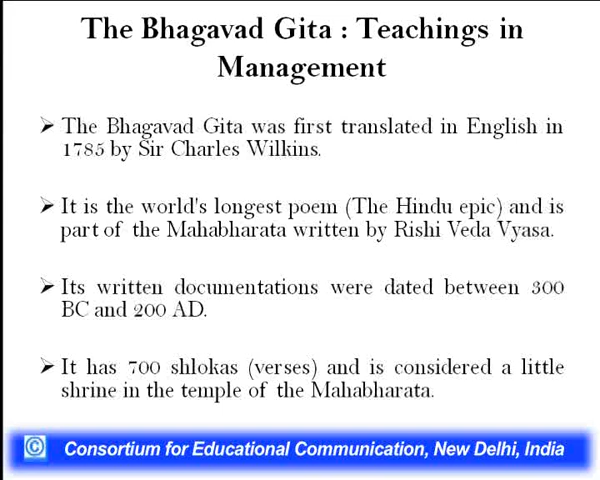 The Bhagavad Gita : Teachings in
Management
➢ The Bhagavad Gita was first translated in English in
1785 by Sir Charles Wilkins.
➢ It is the world's longest poem (The Hindu epic) and is
part of the Mahabharata written by Rishi Veda Vyasa.
➢ Its written documentations were dated between 300
BC and 200 AD.
➢ It has 700 shlokas (verses) and is considered a little
shrine in the temple of the Mahabharata.
© Consortium for Educational Communication, New Delhi, India